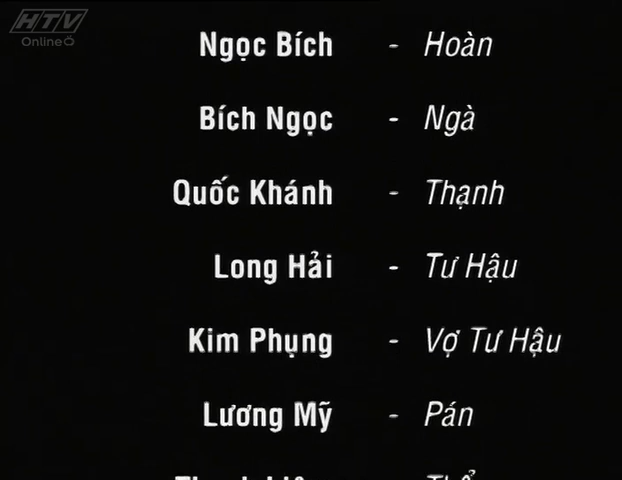 HTV
Online
Ngọc Bích - Hoàn
Bích Ngọc - Ngà
Quốc Khánh - Thạnh
Long Hải - Tư Hậu
Kim Phụng - Vợ Tư Hậu
Lương Mỹ - Pán